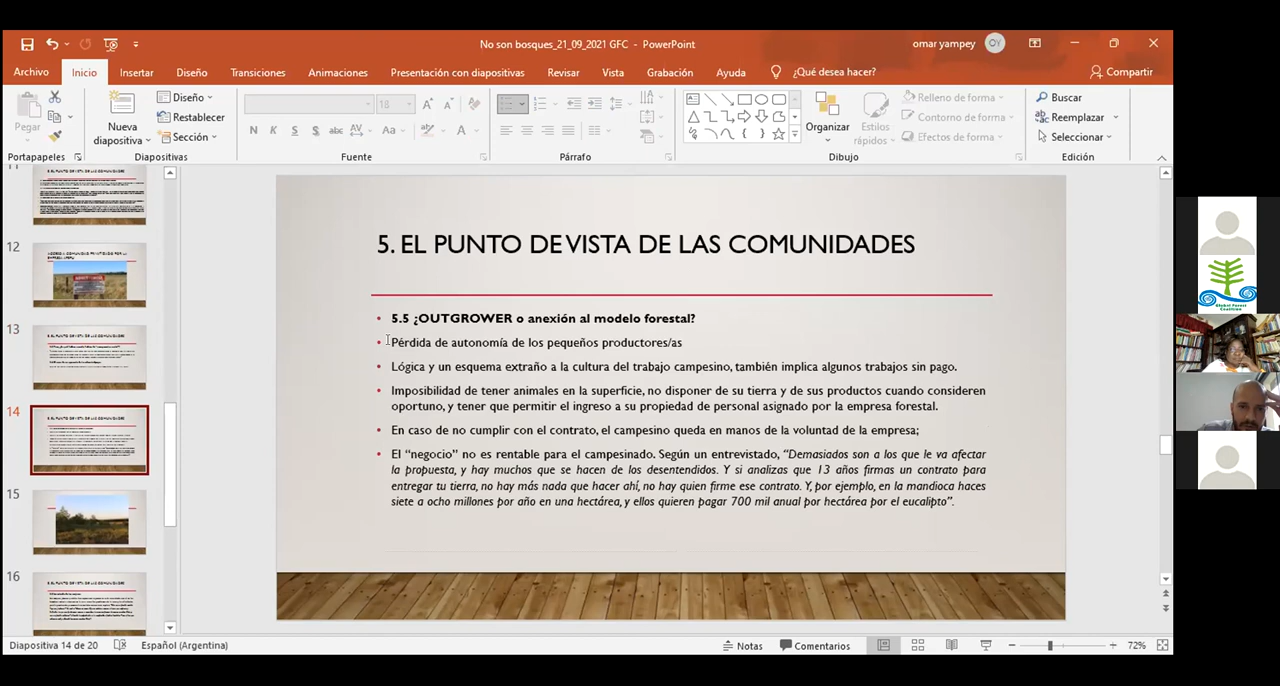 No son bosques_21_09_2021 GFC - PowerPoint
omar yampey
OY
Archivo
Inicio
Insertar
Diseño
Transiciones
Animaciones
Presentación con diapositivas
Revisar
Vista
Grabación
Ayuda
¿Qué desea hacer?
Compartir
Pegar
Nueva
diapositiva
Diseño
Restablecer
Sección
18
N K S S abc AV Aa A
Organizar
Estilos
rápidos
Relleno de forma
Contorno de forma
Efectos de forma
Buscar
Reemplazar
Seleccionar
Portapapeles
Diapositivas
Fuente
Párrafo
Dibujo
Edición
12
13
14
15
16
5. EL PUNTO DE VISTA DE LAS COMUNIDADES
• 5.5 ¿OUTGROWER conexión al modelo forestal?
• Pérdida de autonomía de los pequeños productores/as
• Lógica y un esquema extraño a la cultura del trabajo campesino, también implica algunos trabajos sin pago.
• Imposibilidad de tener animales en la superficie, no disponer de su tierra y de sus productos cuando consideren
oportuno, y tener que permitir el ingreso a su propiedad de personal asignado por la empresa forestal.
• En caso de no cumplir con el contrato, el campesino queda en manos de la voluntad de la empresa;
• El “negocio” no es rentable para el campesinado. Según un entrevistado, “Demasiados son a los que le va afectar
la propuesta, y hay muchos que se hacen de los desentendidos. Y si analizas que 13 años firmas un contrato para
entregar tu tierra, no hay más nada que hacer ahí, no hay quien firme ese contrato. Y, por ejemplo, en la mandioca haces
siete a ocho millones por año en una hectárea, y ellos quieren pagar 700 mil anual por hectárea por el eucalipto”.
Global Forest
Coalition
Diapositiva 14 de 20
Español (Argentina)
Notas
Comentarios
72%